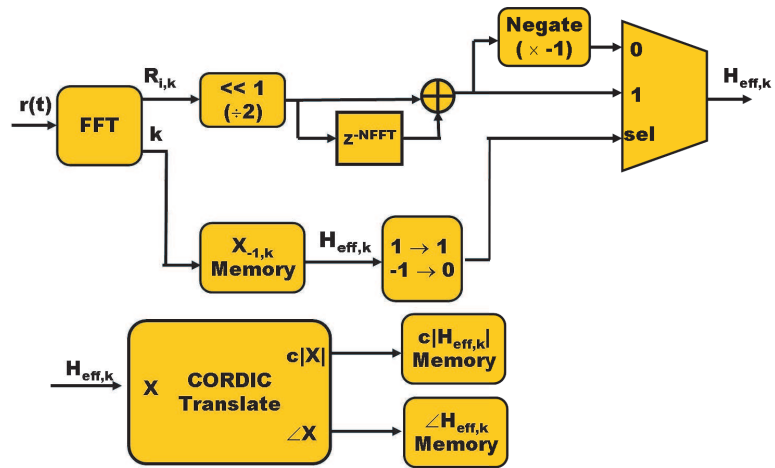 Negate
( × -1)
0
H_eff,k
R_i,k
<< 1
(÷2)
1
r(t)
FFT
k
z^-NFFT
sel
X_-1,k
Memory
H_eff,k
1 → 1
-1 → 0
H_eff,k
X
CORDIC
Translate
c|X|
∠X
c|H_eff,k|
Memory
∠H_eff,k
Memory